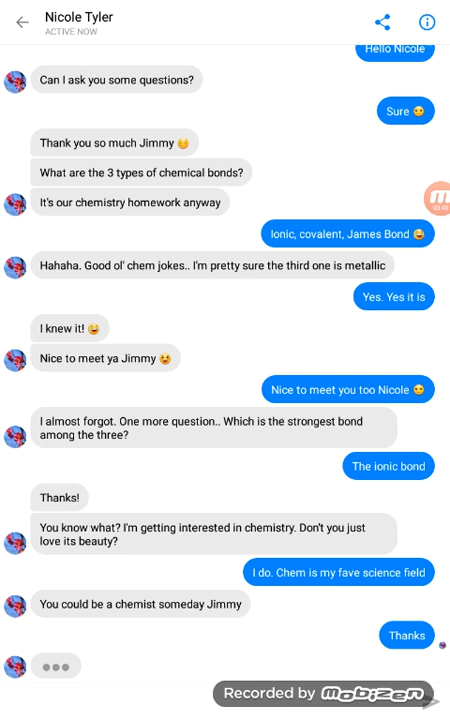 Nicole Tyler
ACTIVE NOW
Hello Nicole
Can I ask you some questions?
Sure
Thank you so much Jimmy
What are the 3 types of chemical bonds?
It's our chemistry homework anyway
Ionic, covalent, James Bond
Hahaha. Good ol' chem jokes.. I'm pretty sure the third one is metallic
Yes. Yes it is
I knew it!
Nice to meet ya Jimmy
Nice to meet you too Nicole
I almost forgot. One more question.. Which is the strongest bond
among the three?
The ionic bond
Thanks!
You know what? I'm getting interested in chemistry. Don't you just
love its beauty?
I do. Chem is my fave science field
You could be a chemist someday Jimmy
Thanks
Recorded by Mobizen